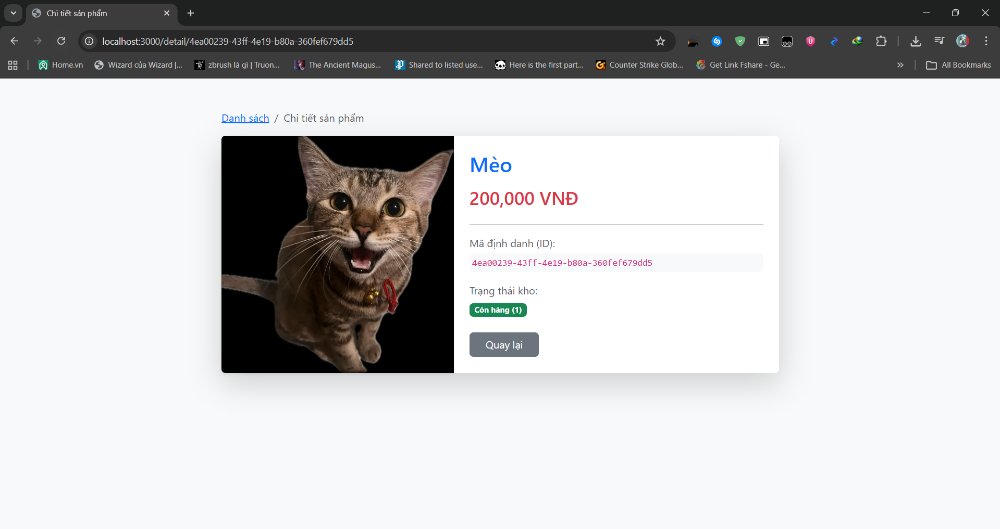 Chi tiết sản phẩm
localhost:3000/detail/4ea00239-43ff-4e19-b80a-360fef679dd5
Home.vn
Wizard của Wizard |...
zbrush là gì | Truon...
The Ancient Magus...
Shared to listed use...
Here is the first part...
Counter Strike Glob...
Get Link Fshare - Ge...
All Bookmarks
Danh sách / Chi tiết sản phẩm
Mèo
200,000 VNĐ
Mã định danh (ID):
4ea00239-43ff-4e19-b80a-360fef679dd5
Trạng thái kho:
Còn hàng (1)
Quay lại